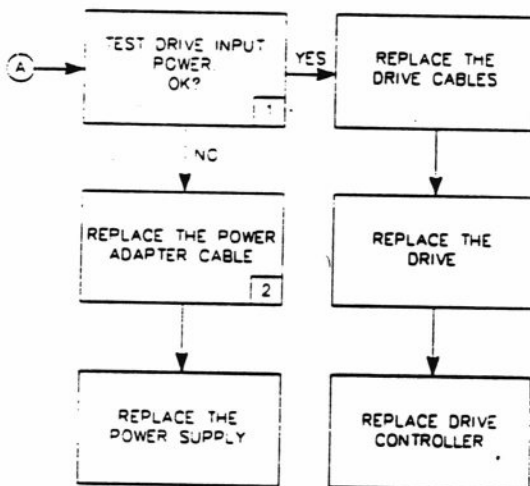 A
TEST DRIVE INPUT
POWER
OK?
1
YES
REPLACE THE
DRIVE CABLES
NO
REPLACE THE POWER
ADAPTER CABLE
2
REPLACE THE
DRIVE
REPLACE THE
POWER SUPPLY
REPLACE DRIVE
CONTROLLER